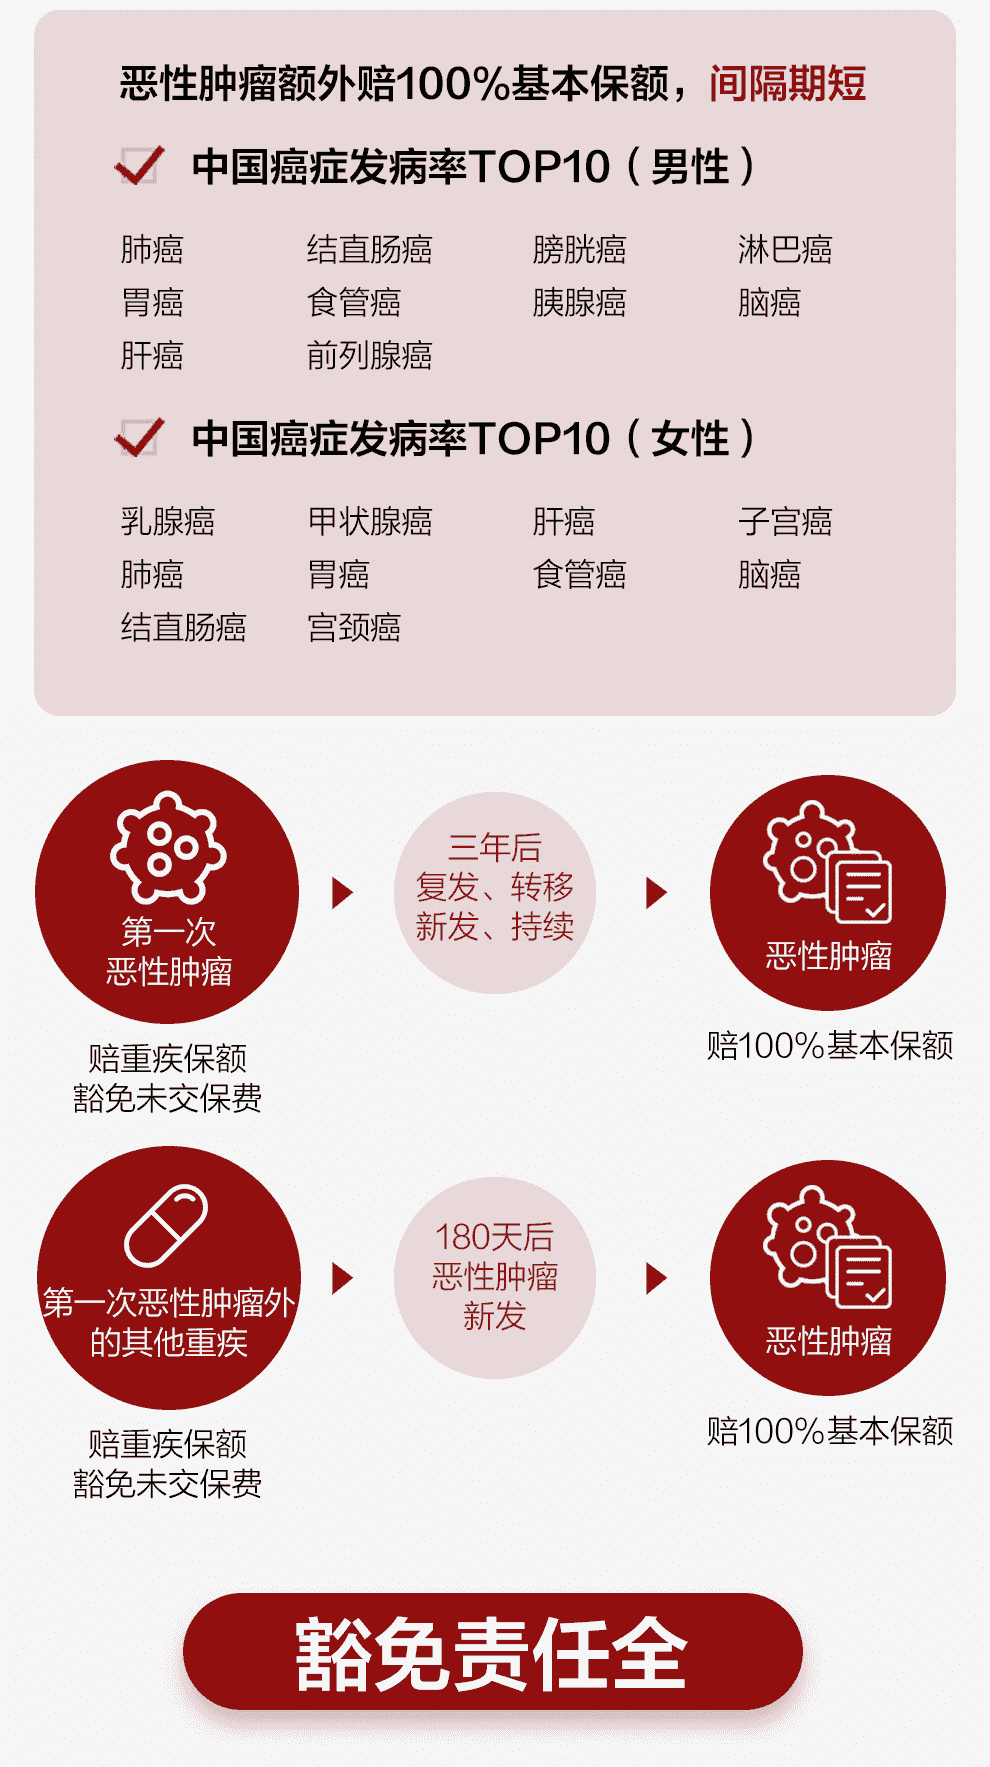 恶性肿瘤额外赔100%基本保额，间隔期短
中国癌症发病率TOP10（男性）
肺癌 结直肠癌 膀胱癌 淋巴癌
胃癌 食管癌 胰腺癌 脑癌
肝癌 前列腺癌
中国癌症发病率TOP10（女性）
乳腺癌 甲状腺癌 肝癌 子宫癌
肺癌 胃癌 食管癌 脑癌
结直肠癌 宫颈癌
第一次
恶性肿瘤
赔重疾保额
豁免未交保费
三年后
复发、转移
新发、持续
恶性肿瘤
赔100%基本保额
第一次恶性肿瘤外
的其他重疾
赔重疾保额
豁免未交保费
180天后
恶性肿瘤
新发
恶性肿瘤
赔100%基本保额
豁免责任全